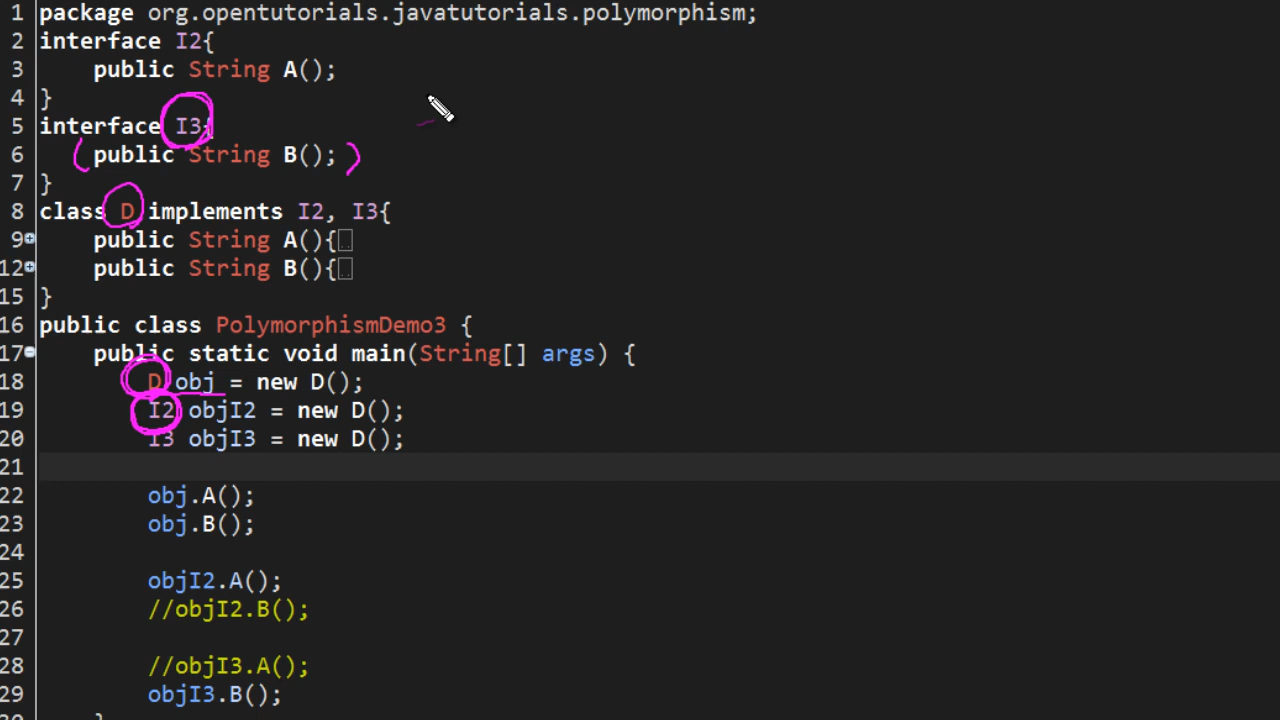 1 package org.opentutorials.javatutorials.polymorphism;
2 interface I2{
3     public String A();
4 }
5 interface I3{
6     public String B();
7 }
8 class D implements I2, I3{
9     public String A(){
12     public String B(){
15 }
16 public class PolymorphismDemo3 {
17     public static void main(String[] args) {
18         D obj = new D();
19         I2 objI2 = new D();
20         I3 objI3 = new D();
21
22         obj.A();
23         obj.B();
24
25         objI2.A();
26         //objI2.B();
27
28         //objI3.A();
29         objI3.B();